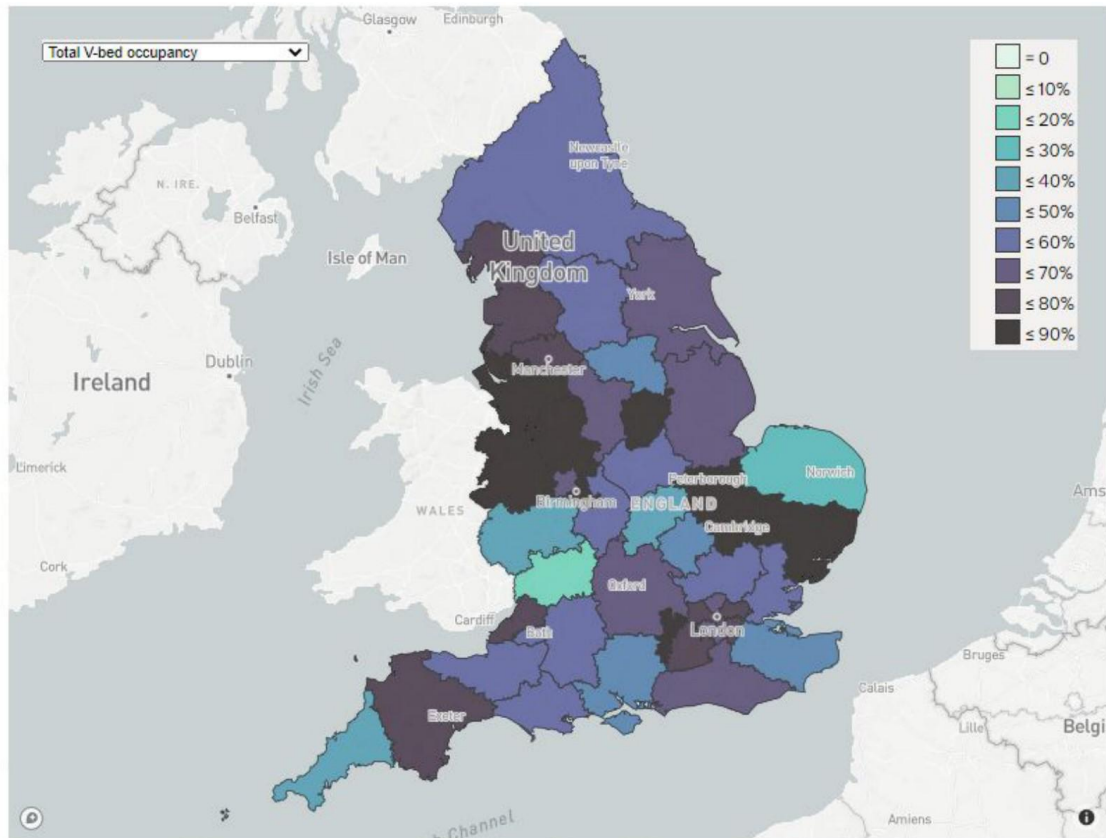 Glasgow
Edinburgh
Total V-bed occupancy
= 0
≤ 10%
≤ 20%
≤ 30%
≤ 40%
≤ 50%
≤ 60%
≤ 70%
≤ 80%
≤ 90%
Newcastle
upon Tyne
N. IRE.
Belfast
Isle of Man
United
Kingdom
York
Irish Sea
Dublin
Ireland
Manchester
Limerick
Norwich
Peterborough
Birmingham
ENGLAND
WALES
Cambridge
Ams
Cork
Oxford
Cardiff
Bath
London
Bruges
Calais
Exeter
Lille
Belgi
Channel
Amiens